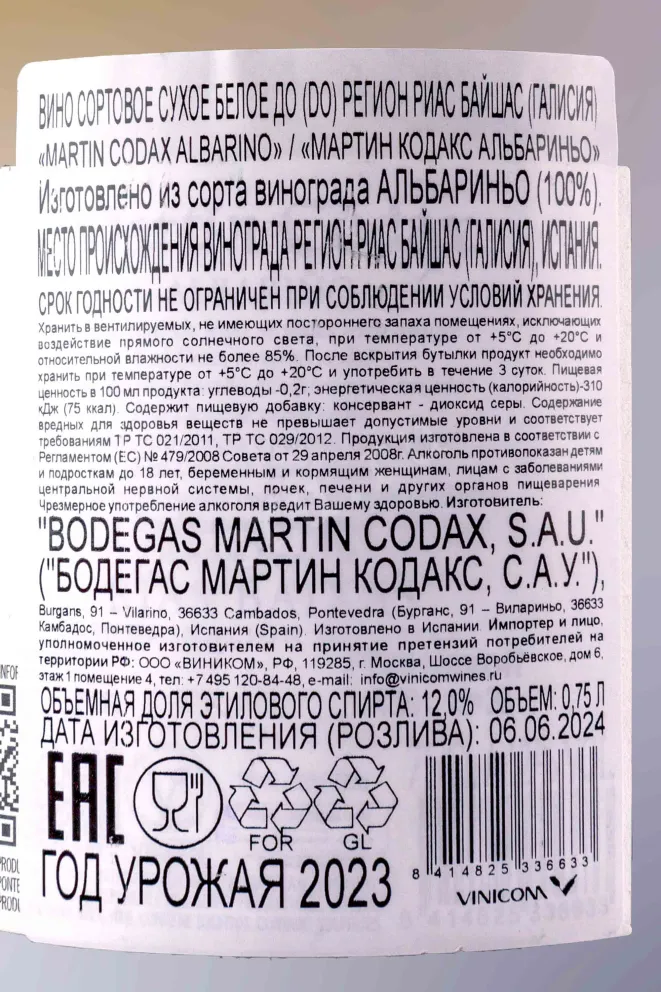 ВИНО СОРТОВОЕ СУХОЕ БЕЛОЕ ДО (DO) РЕГИОН РИАС БАЙШАС (ГАЛИСИЯ)
«MARTIN CODAX ALBARINO» / «МАРТИН КОДАКС АЛЬБАРИНЬО»
Изготовлено из сорта винограда АЛЬБАРИНЬО (100%).
МЕСТО ПРОИСХОЖДЕНИЯ ВИНОГРАДА РЕГИОН РИАС БАЙШАС (ГАЛИСИЯ), ИСПАНИЯ.
СРОК ГОДНОСТИ НЕ ОГРАНИЧЕН ПРИ СОБЛЮДЕНИИ УСЛОВИЙ ХРАНЕНИЯ.
Хранить в вентилируемых, не имеющих постороннего запаха помещениях, исключающих
воздействие прямого солнечного света, при температуре от +5°С до +20°С и
относительной влажности не более 85%. После вскрытия бутылки продукт необходимо
хранить при температуре от +5°С до +20°С и употребить в течение 3 суток. Пищевая
ценность в 100 мл продукта: углеводы -0,2г; энергетическая ценность (калорийность)-310
кДж (75 ккал). Содержит пищевую добавку: консервант - диоксид серы. Содержание
вредных для здоровья веществ не превышает допустимые уровни и соответствует
требованиям ТР ТС 021/2011, ТР ТС 029/2012. Продукция изготовлена в соответствии с
Регламентом (ЕС) № 479/2008 Совета от 29 апреля 2008г. Алкоголь противопоказан детям
и подросткам до 18 лет, беременным и кормящим женщинам, лицам с заболеваниями
центральной нервной системы, почек, печени и других органов пищеварения
Чрезмерное употребление алкоголя вредит Вашему здоровью. Изготовитель:
"BODEGAS MARTIN CODAX, S.A.U."
("БОДЕГАС МАРТИН КОДАКС, С.А.У."),
Burgans, 91 – Vilarino, 36633 Cambados, Pontevedra (Бурганс, 91 – Вилариньо, 36633
Камбадос, Понтеведра), Испания (Spain). Изготовлено в Испании. Импортер и лицо,
уполномоченное изготовителем на принятие претензий потребителей на
территории РФ: ООО «ВИНИКОМ», РФ, 119285, г. Москва, Шоссе Воробьёвское, дом 6,
этаж 1 помещение 4, тел: +7 495 120-84-48, e-mail: info@vinicomwines.ru
ОБЪЕМНАЯ ДОЛЯ ЭТИЛОВОГО СПИРТА: 12,0% ОБЪЕМ: 0,75 Л
ДАТА ИЗГОТОВЛЕНИЯ (РОЗЛИВА): 06.06.2024
EAC
FOR GL
8 414825 336633
ГОД УРОЖАЯ 2023
VINICOM